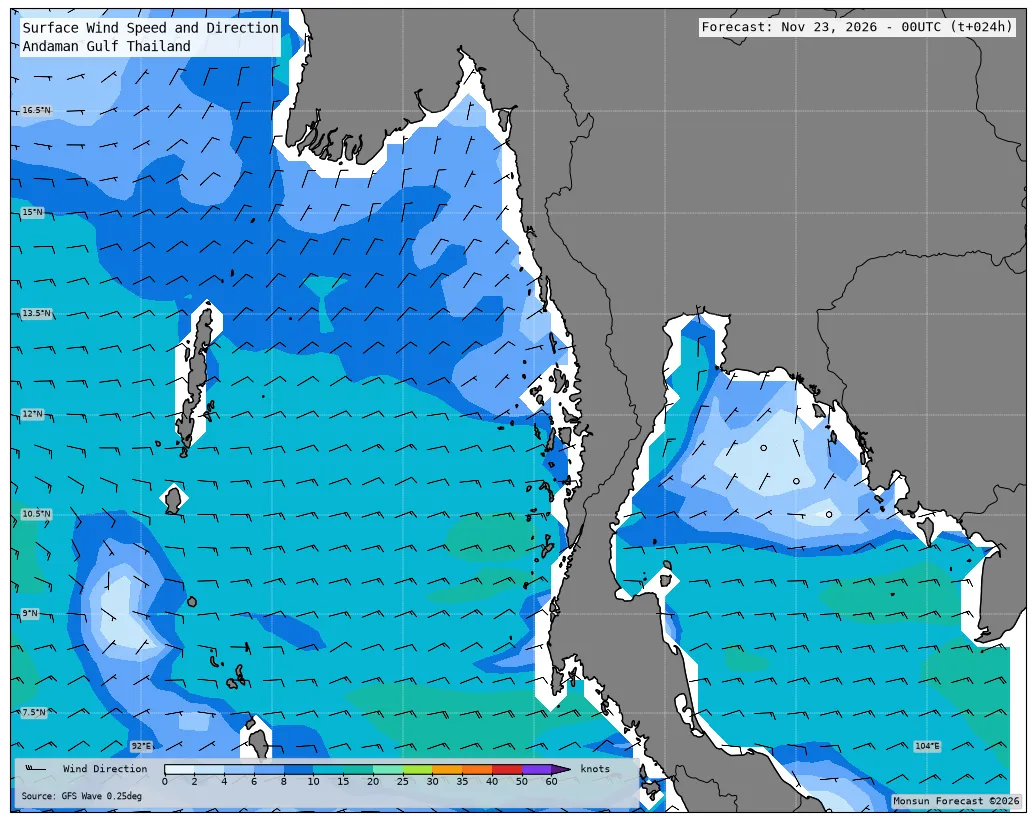 Surface Wind Speed and Direction
Andaman Gulf Thailand
Forecast: Nov 23, 2026 - 00UTC (t+024h)
16.5°N
15°N
13.5°N
12°N
10.5°N
9°N
7.5°N
92°E
104°E
Wind Direction
0 2 4 6 8 10 15 20 25 30 35 40 50 60
knots
Source: GFS Wave 0.25deg
Monsun Forecast ©2026